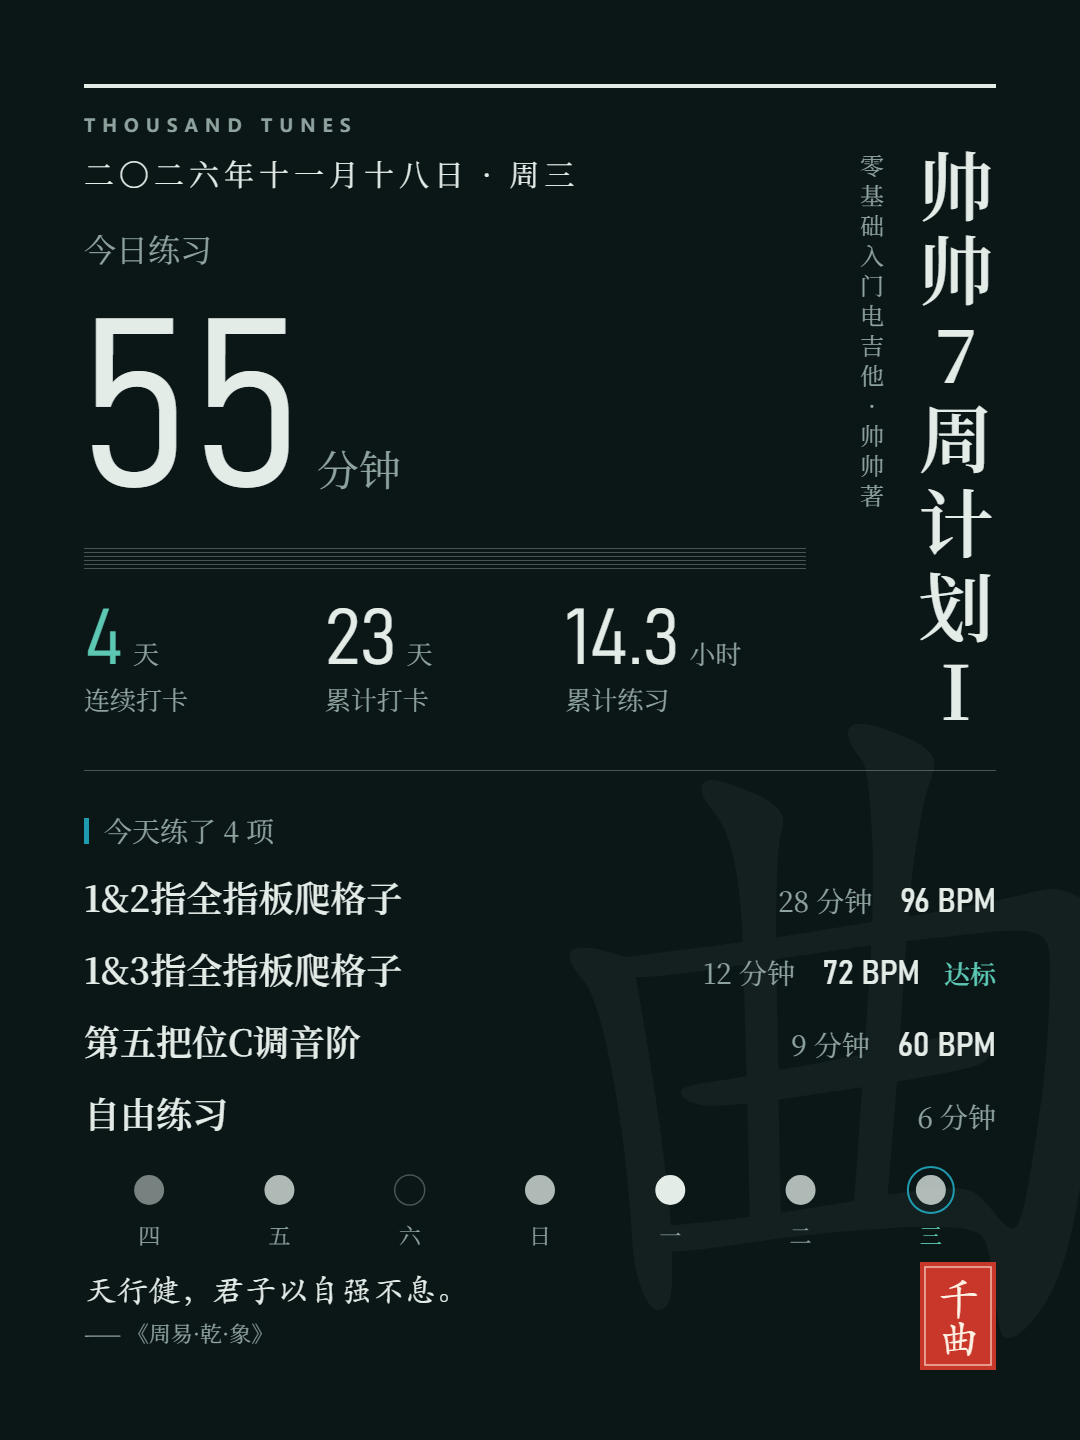 THOUSAND TUNES
二〇二六年十一月十八日 · 周三
帅帅7周计划I
零基础入门电吉他·帅帅著
今日练习
55 分钟
4 天
连续打卡
23 天
累计打卡
14.3 小时
累计练习
今天练了 4 项
1&2指全指板爬格子 28 分钟 96 BPM
1&3指全指板爬格子 12 分钟 72 BPM 达标
第五把位C调音阶 9 分钟 60 BPM
自由练习 6 分钟
四 五 六 日 一 二 三
天行健，君子以自强不息。
——《周易·乾·象》
千曲
曲